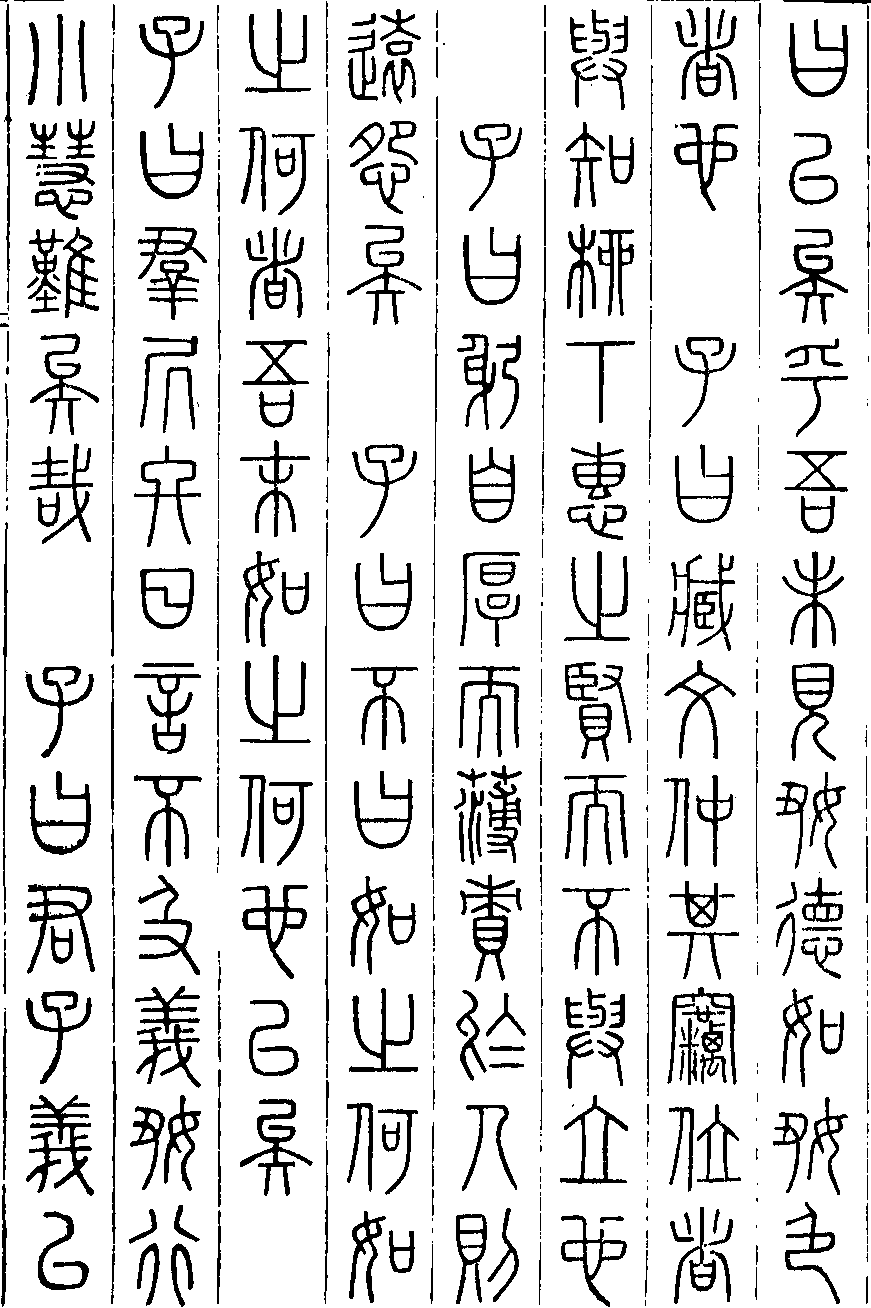 曰已矣乎吾未見好德如好色
者也　子曰臧文仲其竊位者
與知柳下惠之賢而不與立也
子曰躬自厚而薄責於人則
遠怨矣　子曰不曰如之何如
之何者吾末如之何也已矣
子曰羣居終日言不及義好行
小慧難矣哉　子曰君子義以